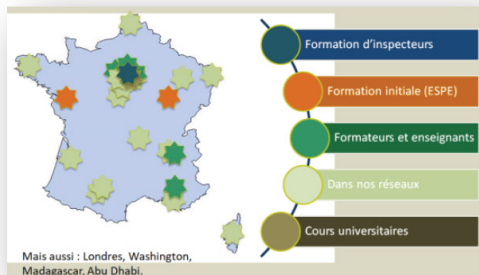 Formation d'inspecteurs
Formation initiale (ESPE)
Formateurs et enseignants
Dans nos réseaux
Cours universitaires
Mais aussi : Londres, Washington,
Madagascar, Abu Dhabi.